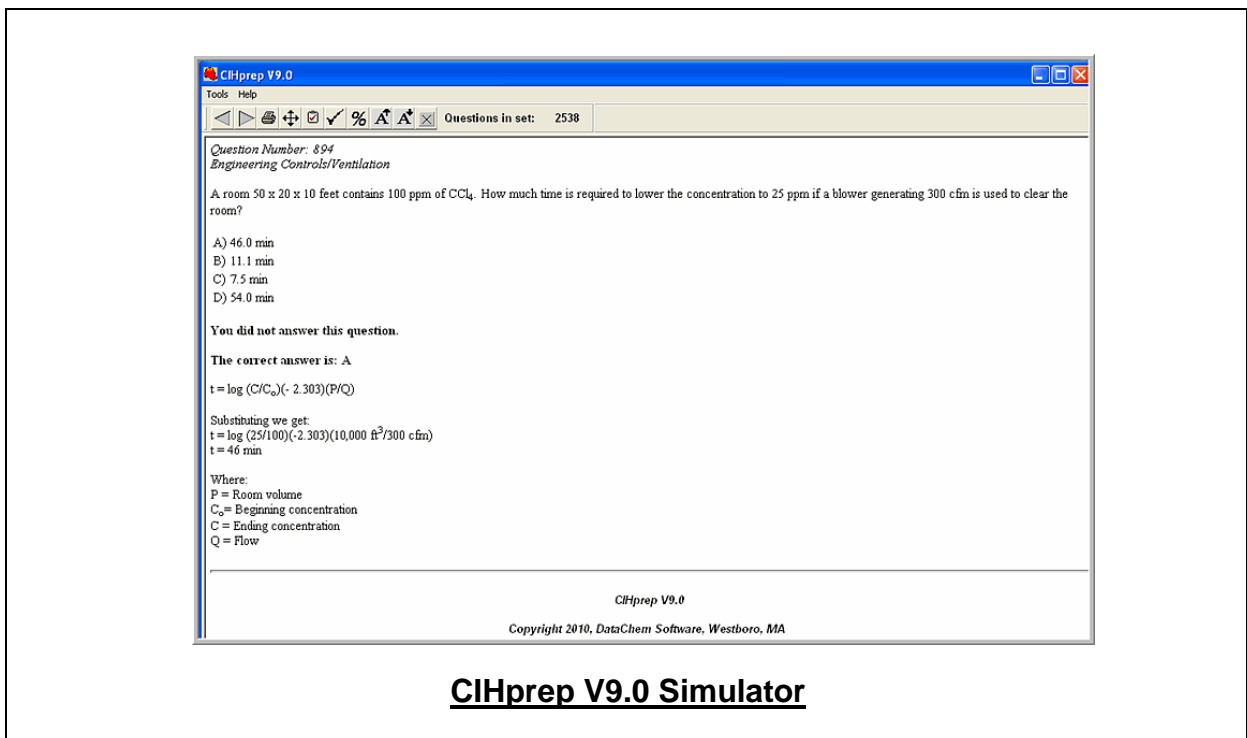 CIHprep V9.0
Tools Help
% A A Questions in set: 2538
Question Number: 894
Engineering Controls/Ventilation
A room 50 x 20 x 10 feet contains 100 ppm of CCl₄. How much time is required to lower the concentration to 25 ppm if a blower generating 300 cfm is used to clear the
room?
A) 46.0 min
B) 11.1 min
C) 7.5 min
D) 54.0 min
You did not answer this question.
The correct answer is: A
t = log (C/Cₒ)(- 2.303)(P/Q)
Substituting we get:
t = log (25/100)(-2.303)(10,000 ft³/300 cfm)
t = 46 min
Where:
P = Room volume
Cₒ= Beginning concentration
C = Ending concentration
Q = Flow
CIHprep V9.0
Copyright 2010, DataChem Software, Westboro, MA
CIHprep V9.0 Simulator